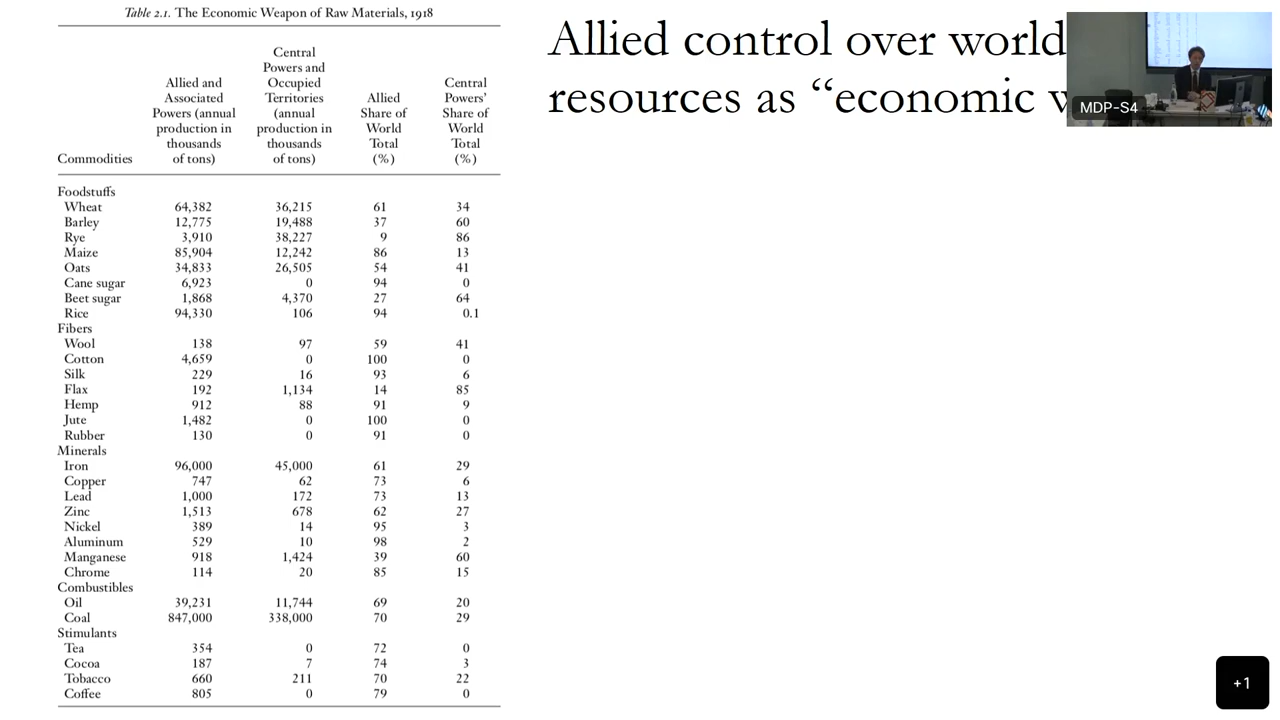 Table 2.1. The Economic Weapon of Raw Materials, 1918
Commodities | Allied and Associated Powers (annual production in thousands of tons) | Central Powers and Occupied Territories (annual production in thousands of tons) | Allied Share of World Total (%) | Central Powers' Share of World Total (%)
Foodstuffs
Wheat 64,382 36,215 61 34
Barley 12,775 19,488 37 60
Rye 3,910 38,227 9 86
Maize 85,904 12,242 86 13
Oats 34,833 26,505 54 41
Cane sugar 6,923 0 94 0
Beet sugar 1,868 4,370 27 64
Rice 94,330 106 94 0.1
Fibers
Wool 138 97 59 41
Cotton 4,659 0 100 0
Silk 229 16 93 6
Flax 192 1,134 14 85
Hemp 912 88 91 9
Jute 1,482 0 100 0
Rubber 130 0 91 0
Minerals
Iron 96,000 45,000 61 29
Copper 747 62 73 6
Lead 1,000 172 73 13
Zinc 1,513 678 62 27
Nickel 389 14 95 3
Aluminum 529 10 98 2
Manganese 918 1,424 39 60
Chrome 114 20 85 15
Combustibles
Oil 39,231 11,744 69 20
Coal 847,000 338,000 70 29
Stimulants
Tea 354 0 72 0
Cocoa 187 7 74 3
Tobacco 660 211 70 22
Coffee 805 0 79 0
Allied control over world
resources as “economic
MDP-S4
+1